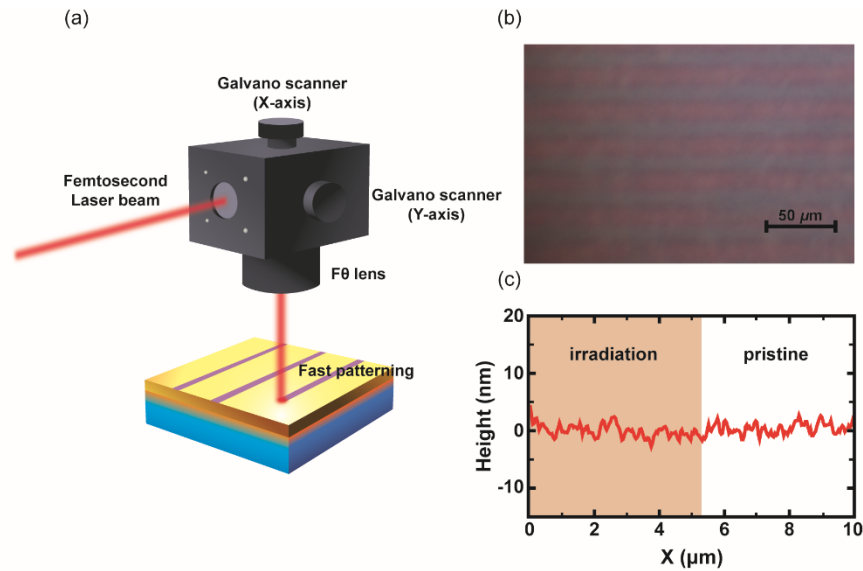 (a)
Galvano scanner
(X-axis)
Femtosecond
Laser beam
Galvano scanner
(Y-axis)
Fθ lens
Fast patterning
(b)
50 μm
(c)
20
10
0
-10
Height (nm)
irradiation
pristine
0
2
4
6
8
10
X (μm)